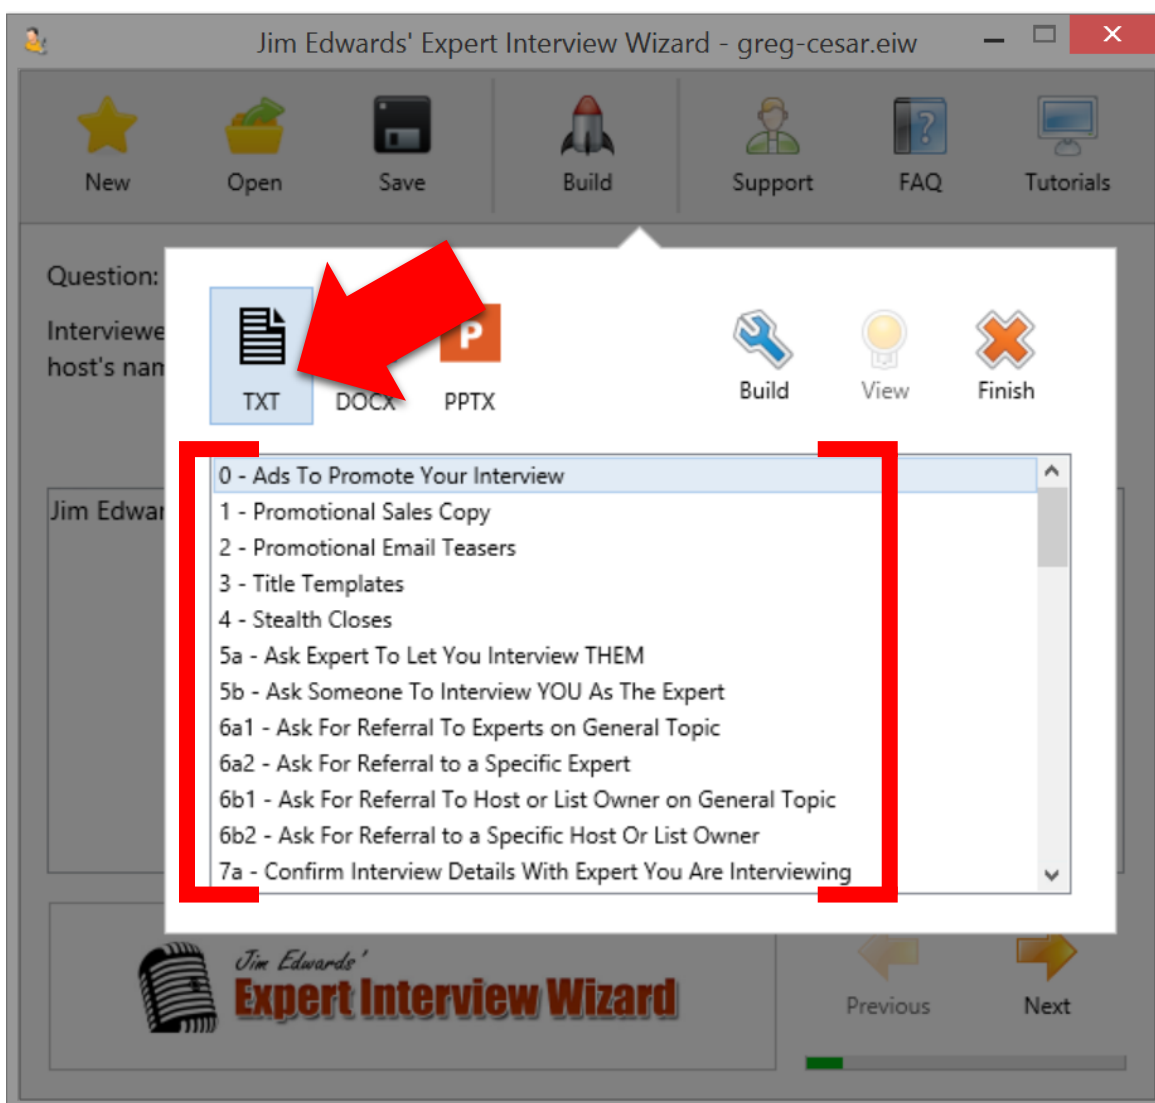 Jim Edwards' Expert Interview Wizard - greg-cesar.eiw
New Open Save Build Support FAQ Tutorials
Question:
Interviewe
host's nam
P
TXT DOCX PPTX Build View Finish
0 - Ads To Promote Your Interview
1 - Promotional Sales Copy
2 - Promotional Email Teasers
3 - Title Templates
4 - Stealth Closes
5a - Ask Expert To Let You Interview THEM
5b - Ask Someone To Interview YOU As The Expert
6a1 - Ask For Referral To Experts on General Topic
6a2 - Ask For Referral to a Specific Expert
6b1 - Ask For Referral To Host or List Owner on General Topic
6b2 - Ask For Referral to a Specific Host Or List Owner
7a - Confirm Interview Details With Expert You Are Interviewing
Jim Edwar
Jim Edwards'
Expert Interview Wizard
Previous Next